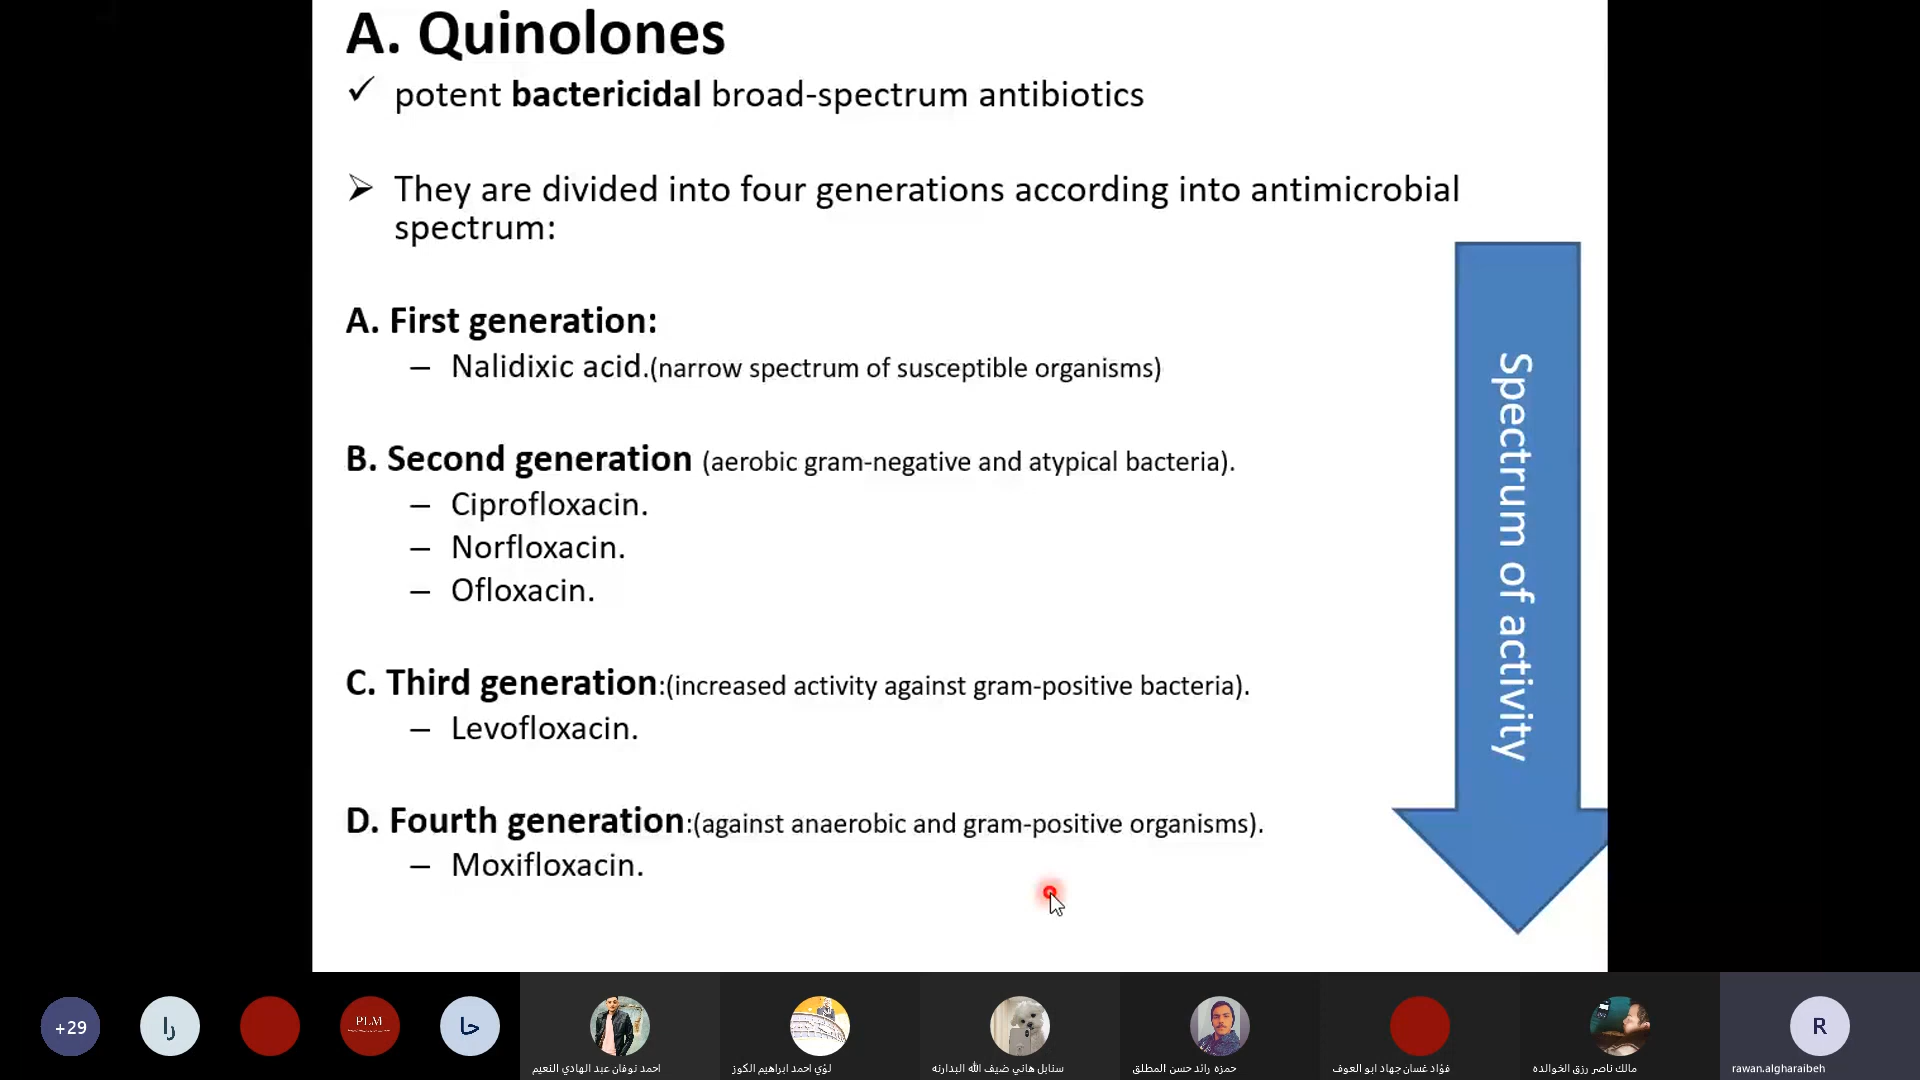 A. Quinolones
✓ potent bactericidal broad-spectrum antibiotics
➢ They are divided into four generations according into antimicrobial
spectrum:
A. First generation:
– Nalidixic acid.(narrow spectrum of susceptible organisms)
B. Second generation (aerobic gram-negative and atypical bacteria).
– Ciprofloxacin.
– Norfloxacin.
– Ofloxacin.
C. Third generation:(increased activity against gram-positive bacteria).
– Levofloxacin.
D. Fourth generation:(against anaerobic and gram-positive organisms).
– Moxifloxacin.
Spectrum of activity
+29
را
PLM
حا
احمد نوفان عبد الهادي النعيم
لؤي احمد ابراهيم الكوز
سنابل هاني ضيف الله البدارنه
حمزه رائد حسن المطلق
فؤاد غسان جهاد ابو العوف
مالك ناصر رزق الخوالده
R
rawan.algharaibeh